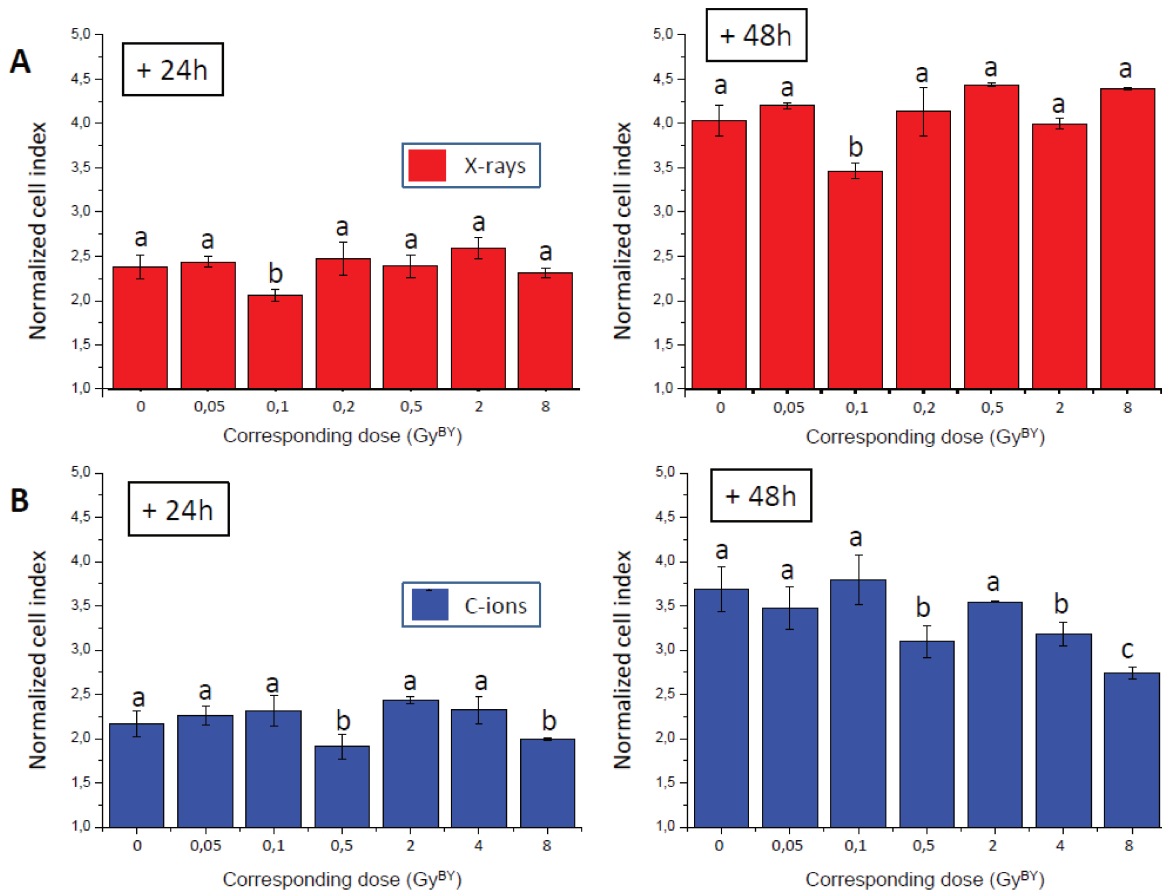 A
+ 24h
X-rays
Normalized cell index
5,0
4,5
4,0
3,5
3,0
2,5
2,0
1,5
1,0
a a b a a a a
0 0,05 0,1 0,2 0,5 2 8
Corresponding dose (Gy^BY)
+ 48h
Normalized cell index
5,0
4,5
4,0
3,5
3,0
2,5
2,0
1,5
1,0
a a b a a a a
0 0,05 0,1 0,2 0,5 2 8
Corresponding dose (Gy^BY)
B
+ 24h
C-ions
Normalized cell index
5,0
4,5
4,0
3,5
3,0
2,5
2,0
1,5
1,0
a a a b a a b
0 0,05 0,1 0,5 2 4 8
Corresponding dose (Gy^BY)
+ 48h
Normalized cell index
5,0
4,5
4,0
3,5
3,0
2,5
2,0
1,5
1,0
a a a b a b c
0 0,05 0,1 0,5 2 4 8
Corresponding dose (Gy^BY)